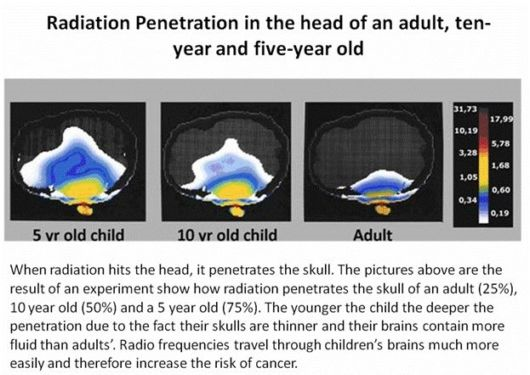 Radiation Penetration in the head of an adult, ten-
year and five-year old
31,73
17,99
10,19
5,78
3,28
1,68
1,05
0,60
0,34
0,19
5 yr old child 10 yr old child Adult
When radiation hits the head, it penetrates the skull. The pictures above are the
result of an experiment show how radiation penetrates the skull of an adult (25%),
10 year old (50%) and a 5 year old (75%). The younger the child the deeper the
penetration due to the fact their skulls are thinner and their brains contain more
fluid than adults’. Radio frequencies travel through children’s brains much more
easily and therefore increase the risk of cancer.